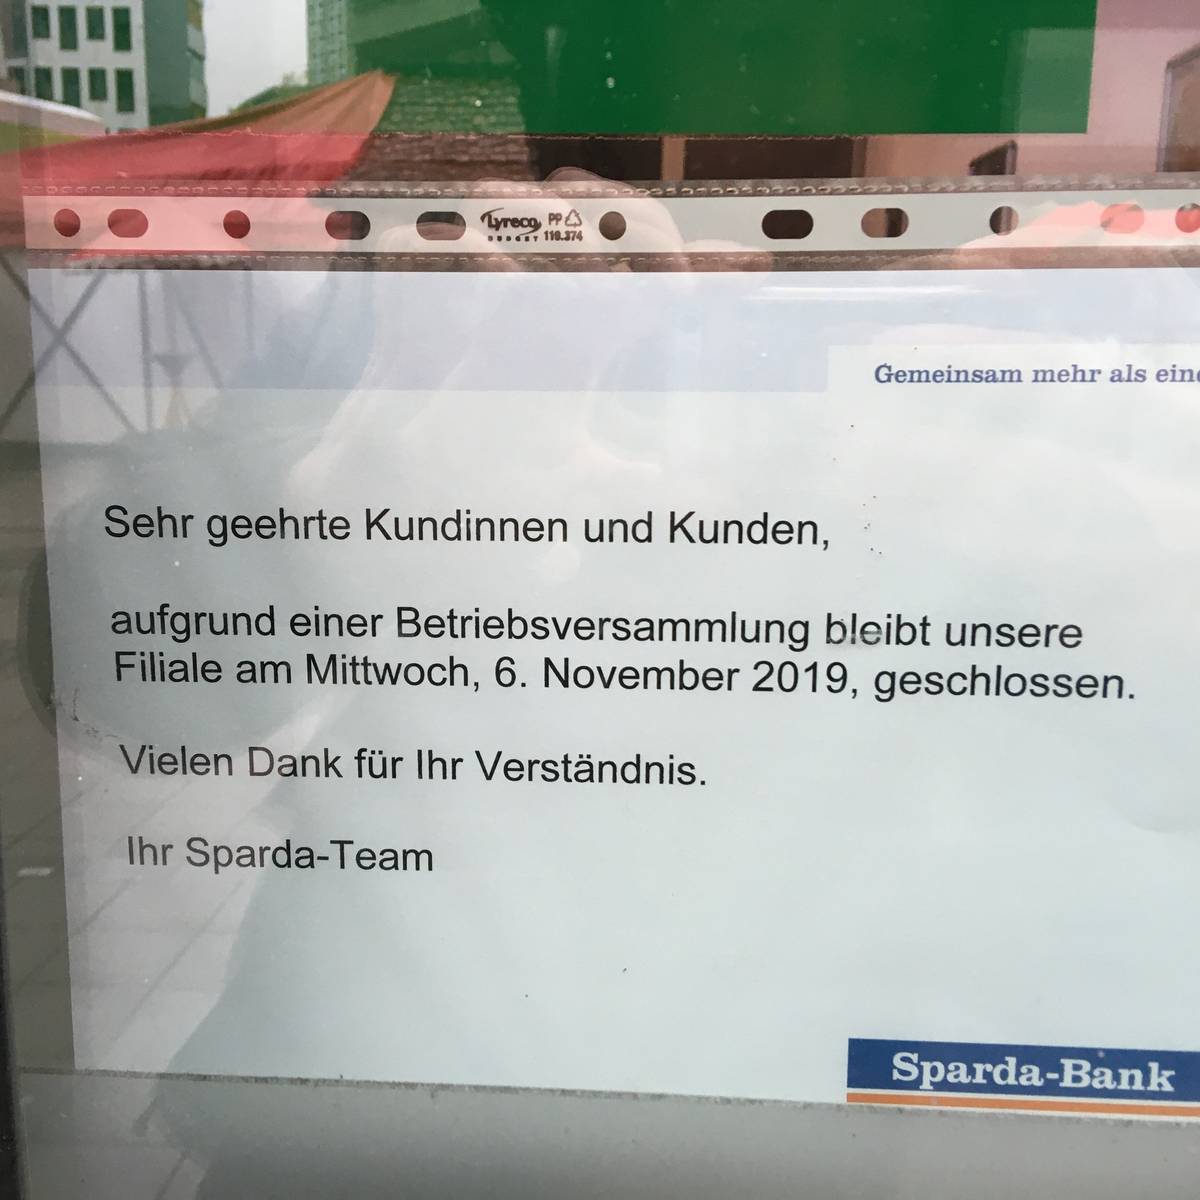 Lyreco PP
BUDGET 110.374
Gemeinsam mehr als
Sehr geehrte Kundinnen und Kunden,
aufgrund einer Betriebsversammlung bleibt unsere
Filiale am Mittwoch, 6. November 2019, geschlossen.
Vielen Dank für Ihr Verständnis.
Ihr Sparda-Team
Sparda-Bank